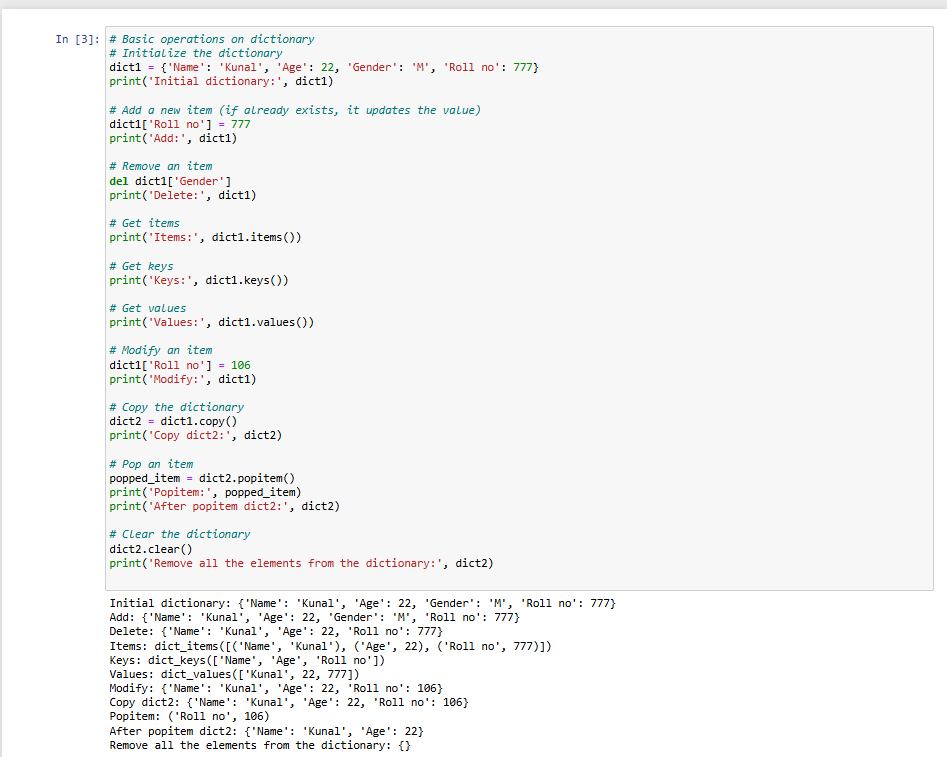 In [3]: # Basic operations on dictionary
# Initialize the dictionary
dict1 = {'Name': 'Kunal', 'Age': 22, 'Gender': 'M', 'Roll no': 777}
print('Initial dictionary:', dict1)
# Add a new item (if already exists, it updates the value)
dict1['Roll no'] = 777
print('Add:', dict1)
# Remove an item
del dict1['Gender']
print('Delete:', dict1)
# Get items
print('Items:', dict1.items())
# Get keys
print('Keys:', dict1.keys())
# Get values
print('Values:', dict1.values())
# Modify an item
dict1['Roll no'] = 106
print('Modify:', dict1)
# Copy the dictionary
dict2 = dict1.copy()
print('Copy dict2:', dict2)
# Pop an item
popped_item = dict2.popitem()
print('Popitem:', popped_item)
print('After popitem dict2:', dict2)
# Clear the dictionary
dict2.clear()
print('Remove all the elements from the dictionary:', dict2)
Initial dictionary: {'Name': 'Kunal', 'Age': 22, 'Gender': 'M', 'Roll no': 777}
Add: {'Name': 'Kunal', 'Age': 22, 'Gender': 'M', 'Roll no': 777}
Delete: {'Name': 'Kunal', 'Age': 22, 'Roll no': 777}
Items: dict_items([('Name', 'Kunal'), ('Age', 22), ('Roll no', 777)])
Keys: dict_keys(['Name', 'Age', 'Roll no'])
Values: dict_values(['Kunal', 22, 777])
Modify: {'Name': 'Kunal', 'Age': 22, 'Roll no': 106}
Copy dict2: {'Name': 'Kunal', 'Age': 22, 'Roll no': 106}
Popitem: ('Roll no', 106)
After popitem dict2: {'Name': 'Kunal', 'Age': 22}
Remove all the elements from the dictionary: {}